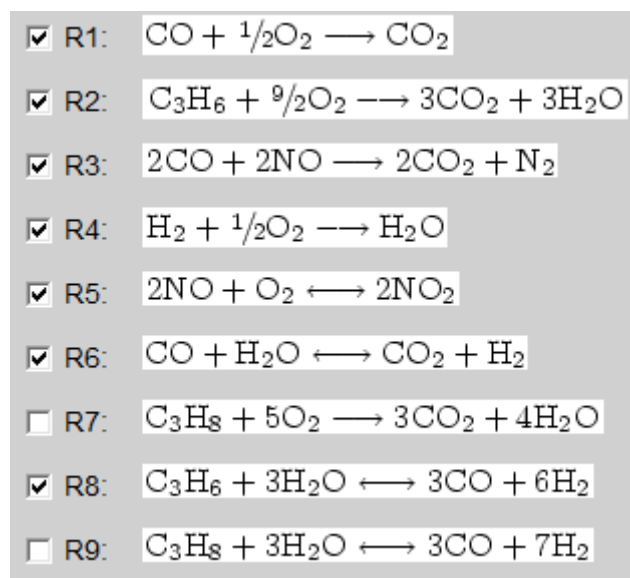 R1: CO + 1/2O₂ ⟶ CO₂
R2: C₃H₆ + 9/2O₂ ⟶ 3CO₂ + 3H₂O
R3: 2CO + 2NO ⟶ 2CO₂ + N₂
R4: H₂ + 1/2O₂ ⟶ H₂O
R5: 2NO + O₂ ⟷ 2NO₂
R6: CO + H₂O ⟷ CO₂ + H₂
R7: C₃H₈ + 5O₂ ⟶ 3CO₂ + 4H₂O
R8: C₃H₆ + 3H₂O ⟷ 3CO + 6H₂
R9: C₃H₈ + 3H₂O ⟷ 3CO + 7H₂